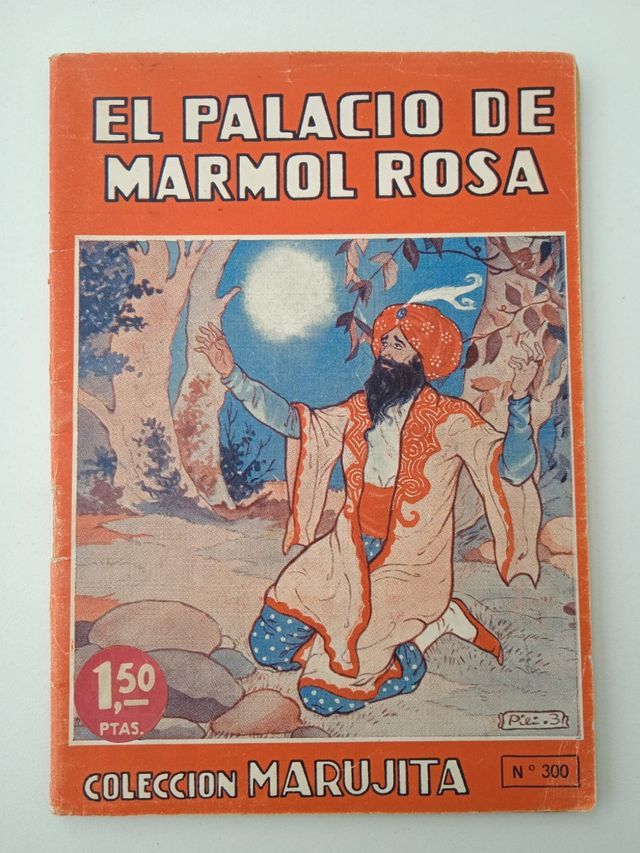 EL PALACIO DE
MARMOL ROSA
1,50
PTAS.
COLECCION MARUJITA
Nº 300